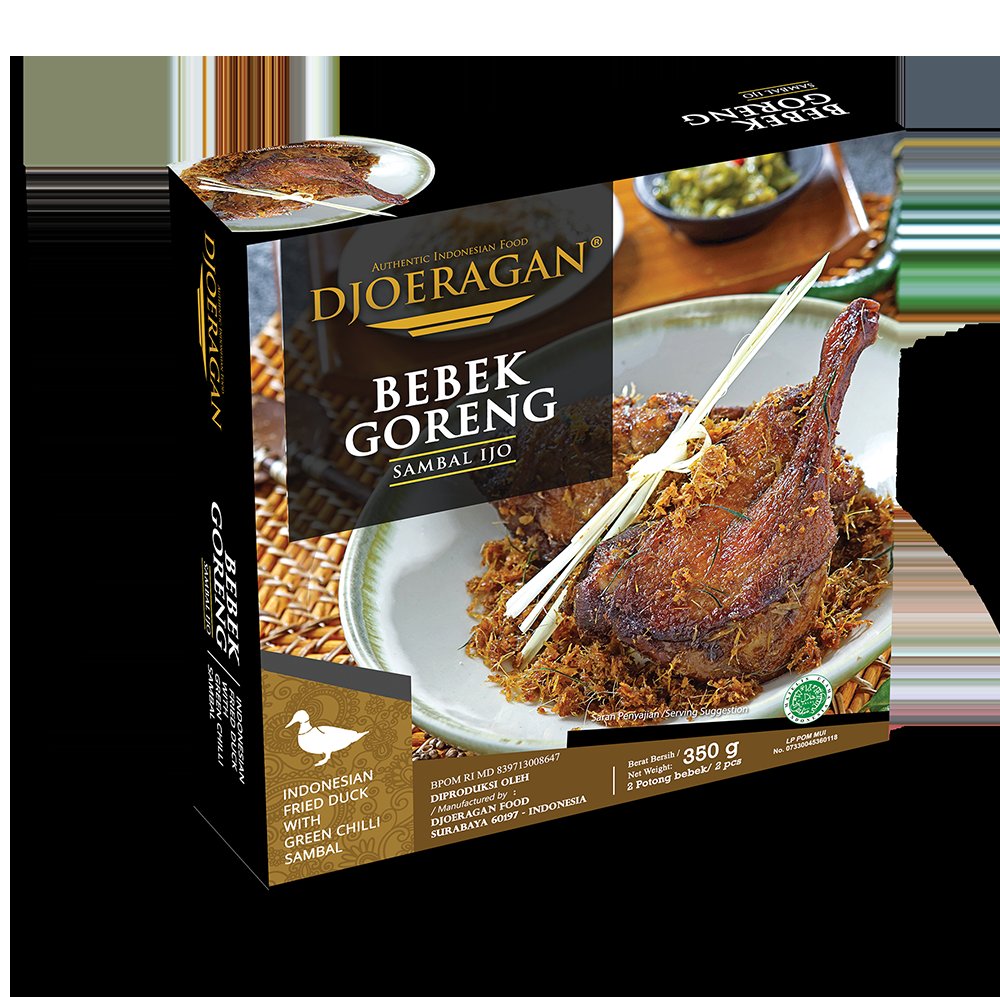 BEBEK
GORENG
SAMBAL IJO
AUTHENTIC INDONESIAN FOOD
DJOERAGAN®
BEBEK
GORENG
SAMBAL IJO
DJOERAGAN
BEBEK
GORENG
SAMBAL IJO
INDONESIAN
FRIED DUCK
WITH
GREEN CHILLI
SAMBAL
Saran Penyajian /Serving Suggestion
INDONESIAN
FRIED DUCK
WITH
GREEN CHILLI
SAMBAL
BPOM RI MD 839713008647
DIPRODUKSI OLEH
/ Manufactured by :
DJOERAGAN FOOD
SURABAYA 60197 - INDONESIA
Berat Bersih /
Net Weight: 350 g
2 Potong bebek/ 2 pcs
LP POM MUI
No. 07330045360118